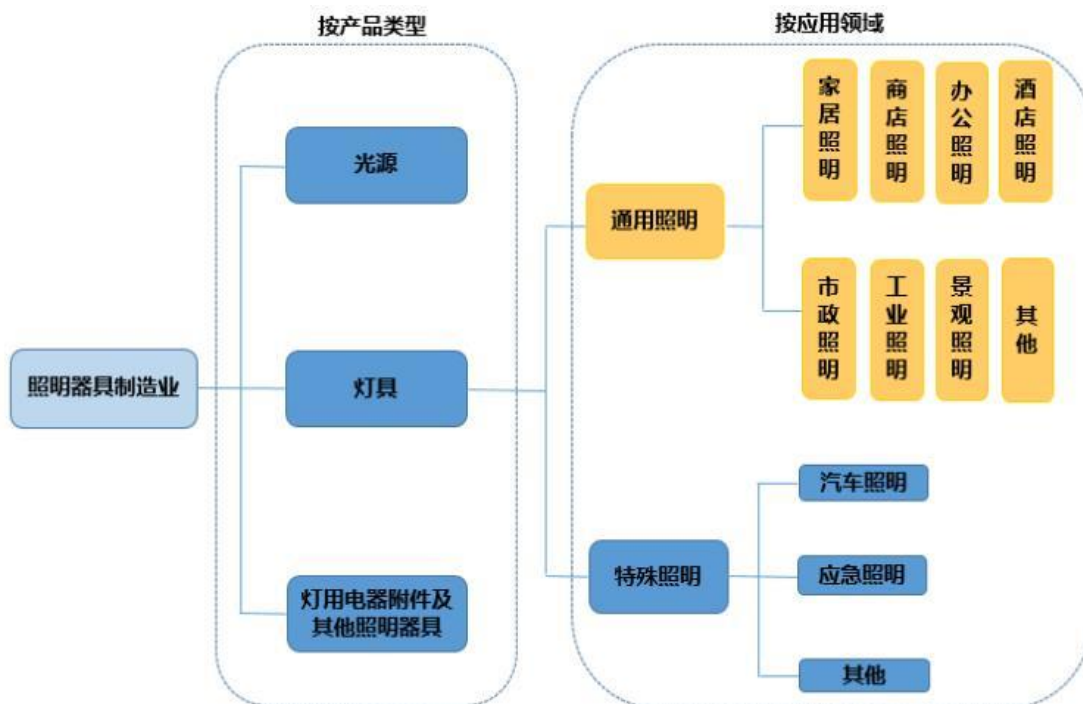 按产品类型
按应用领域
照明器具制造业
光源
灯具
灯用电器附件及
其他照明器具
通用照明
家居照明
商店照明
办公照明
酒店照明
市政照明
工业照明
景观照明
其他
特殊照明
汽车照明
应急照明
其他